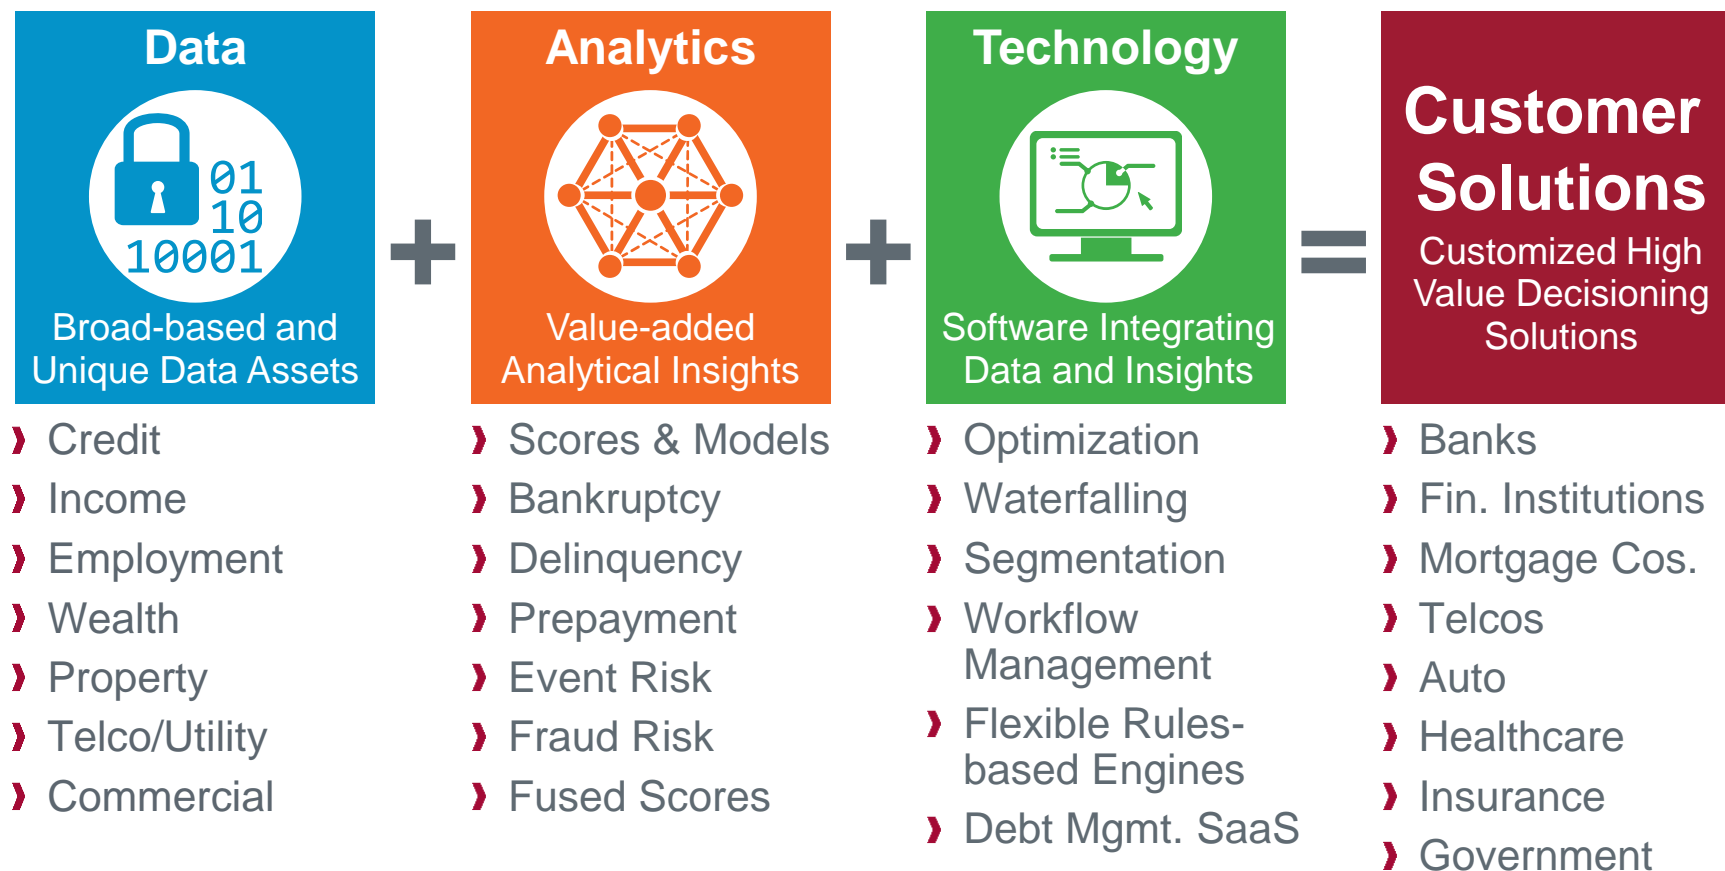 Data
01
10
10001
Broad-based and
Unique Data Assets
Credit
Income
Employment
Wealth
Property
Telco/Utility
Commercial
+
Analytics
Value-added
Analytical Insights
Scores & Models
Bankruptcy
Delinquency
Prepayment
Event Risk
Fraud Risk
Fused Scores
+
Technology
Software Integrating
Data and Insights
Optimization
Waterfalling
Segmentation
Workflow
Management
Flexible Rules-
based Engines
Debt Mgmt. SaaS
=
Customer
Solutions
Customized High
Value Decisioning
Solutions
Banks
Fin. Institutions
Mortgage Cos.
Telcos
Auto
Healthcare
Insurance
Government